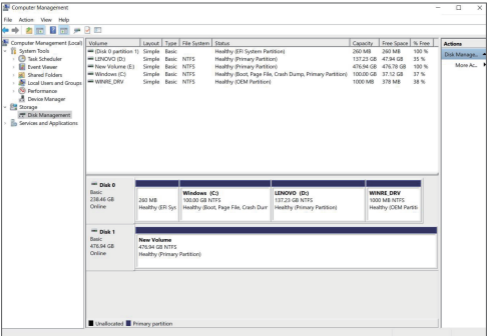 Computer Management
File Action View Help
Computer Management (Local)
System Tools
Task Scheduler
Event Viewer
Shared Folders
Local Users and Groups
Performance
Device Manager
Storage
Disk Management
Services and Applications
Volume Layout Type File System Status Capacity Free Space % Free
(Disk 0 partition 1) Simple Basic Healthy (EFI System Partition) 260 MB 260 MB 100 %
LENOVO (D:) Simple Basic NTFS Healthy (Primary Partition) 137,23 GB 47.94 GB 35 %
New Volume (E:) Simple Basic NTFS Healthy (Primary Partition) 476,94 GB 476,78 GB 100 %
Windows (C:) Simple Basic NTFS Healthy (Boot, Page File, Crash Dump, Primary Partition) 100,00 GB 37,12 GB 37 %
WINRE_DRV Simple Basic NTFS Healthy (OEM Partition) 1000 MB 378 MB 38 %
Actions
Disk Manage...
More Ac...
Disk 0
Basic
238,46 GB
Online
260 MB
Healthy (EFI Sys
Windows (C:)
100,00 GB NTFS
Healthy (Boot, Page File, Crash Dum
LENOVO (D:)
137,23 GB NTFS
Healthy (Primary Partition)
WINRE_DRV
1000 MB NTFS
Healthy (OEM Partiti
Disk 1
Basic
476,94 GB
Online
New Volume
476,94 GB NTFS
Healthy (Primary Partition)
Unallocated Primary partition